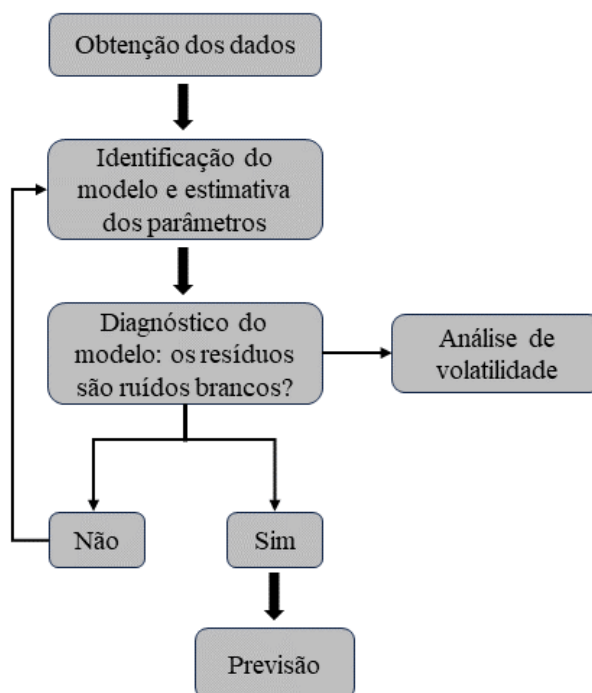 Obtenção dos dados
Identificação do
modelo e estimativa
dos parâmetros
Diagnóstico do
modelo: os resíduos
são ruídos brancos?
Análise de
volatilidade
Não
Sim
Previsão